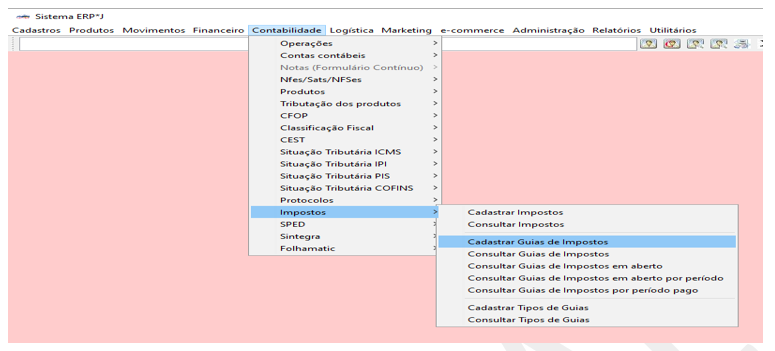 Sistema ERP*J
Cadastros Produtos Movimentos Financeiro Contabilidade Logística Marketing e-commerce Administração Relatórios Utilitários
Operações
Contas contábeis
Notas (Formulário Contínuo)
Nfes/Sats/NFSes
Produtos
Tributação dos produtos
CFOP
Classificação Fiscal
CEST
Situação Tributária ICMS
Situação Tributária IPI
Situação Tributária PIS
Situação Tributária COFINS
Protocolos
Impostos
SPED
Sintegra
Folhamatic
Cadastrar Impostos
Consultar Impostos
Cadastrar Guias de Impostos
Consultar Guias de Impostos
Consultar Guias de Impostos em aberto
Consultar Guias de Impostos em aberto por período
Consultar Guias de Impostos por período pago
Cadastrar Tipos de Guias
Consultar Tipos de Guias